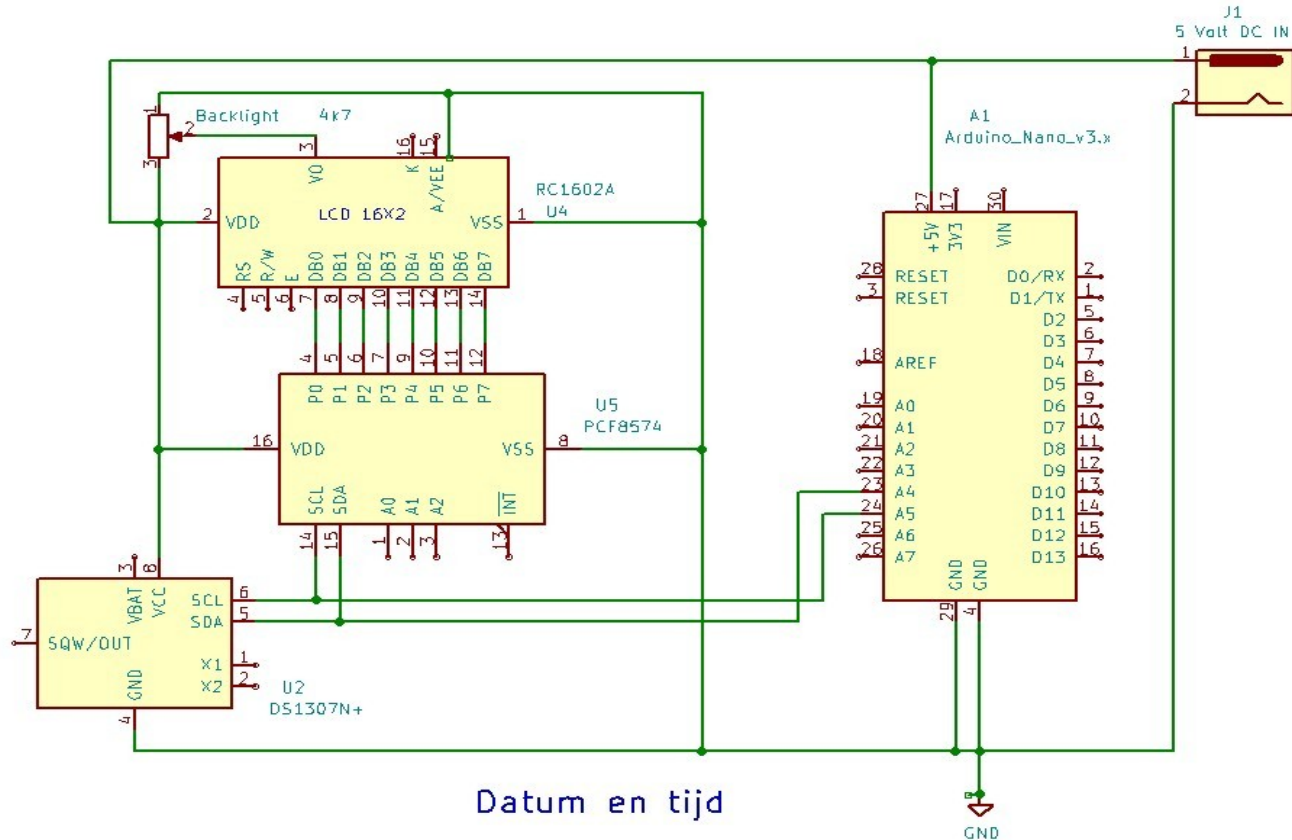 J1
5 Volt DC IN
1
2
A1
Arduino_Nano_v3.x
1
Backlight 4k7
2
3
3 16 15
VO K A/VEE
RC1602A
U4
2 VDD LCD 16X2 VSS 1
RS R/W E DB0 DB1 DB2 DB3 DB4 DB5 DB6 DB7
4 5 6 7 8 9 10 11 12 13 14
4 5 6 7 9 10 11 12
P0 P1 P2 P3 P4 P5 P6 P7
U5
PCF8574
16 VDD VSS 8
SCL SDA A0 A1 A2 INT
14 15 1 2 3 13
27 17 30
+5V 3V3 VIN
28 RESET D0/RX 2
3 RESET D1/TX 1
D2 5
D3 6
18 AREF D4 7
D5 8
19 A0 D6 9
20 A1 D7 10
21 A2 D8 11
22 A3 D9 12
23 A4 D10 13
24 A5 D11 14
25 A6 D12 15
26 A7 D13 16
GND GND
29 4
3 8
VBAT VCC
SCL 6
SDA 5
7 SQW/OUT
X1 1
X2 2
GND
4
U2
DS1307N+
Datum en tijd
GND